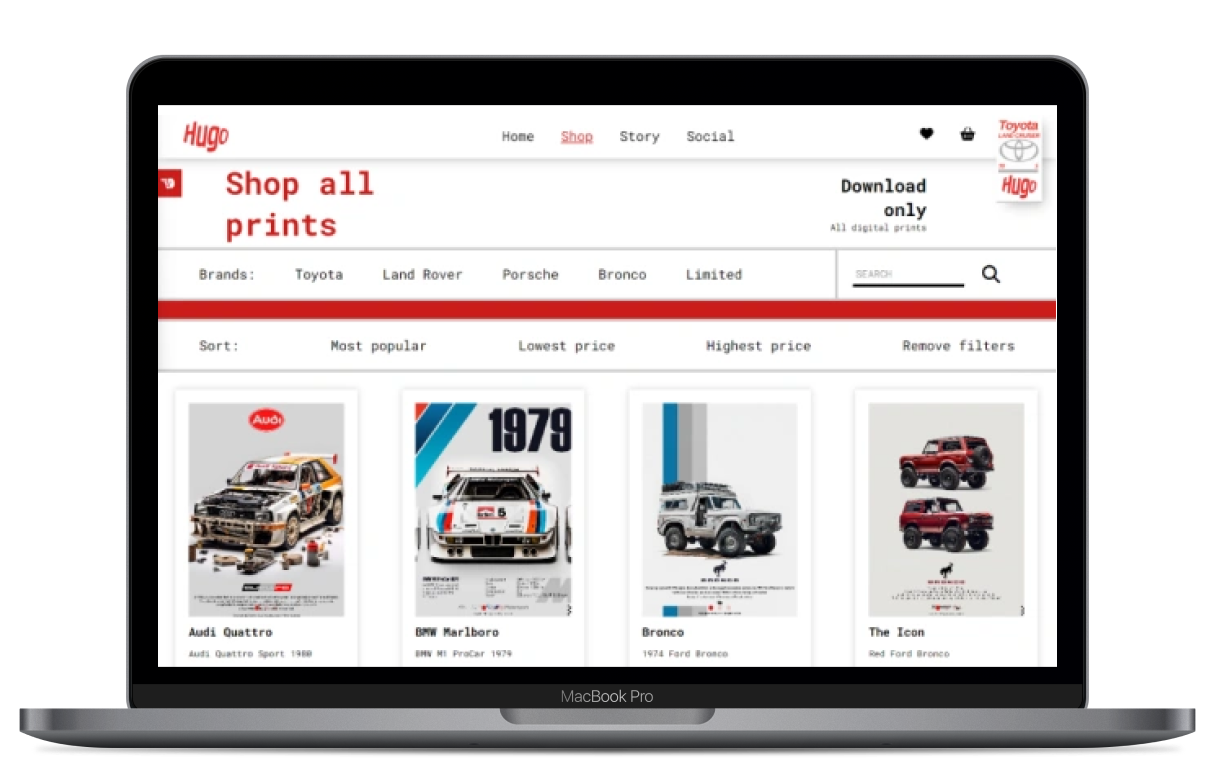 Hugo
Home Shop Story Social
Toyota
LAND CRUISER
Hugo
Shop all
prints
Download
only
All digital prints
Brands: Toyota Land Rover Porsche Bronco Limited
SEARCH
Sort: Most popular Lowest price Highest price Remove filters
Audi
1979
5
BRONCO
BRONCO
Audi Quattro
BMW Marlboro
Bronco
The Icon
Audi Quattro Sport 1980
BMW M1 ProCar 1979
1974 Ford Bronco
Red Ford Bronco
MacBook Pro